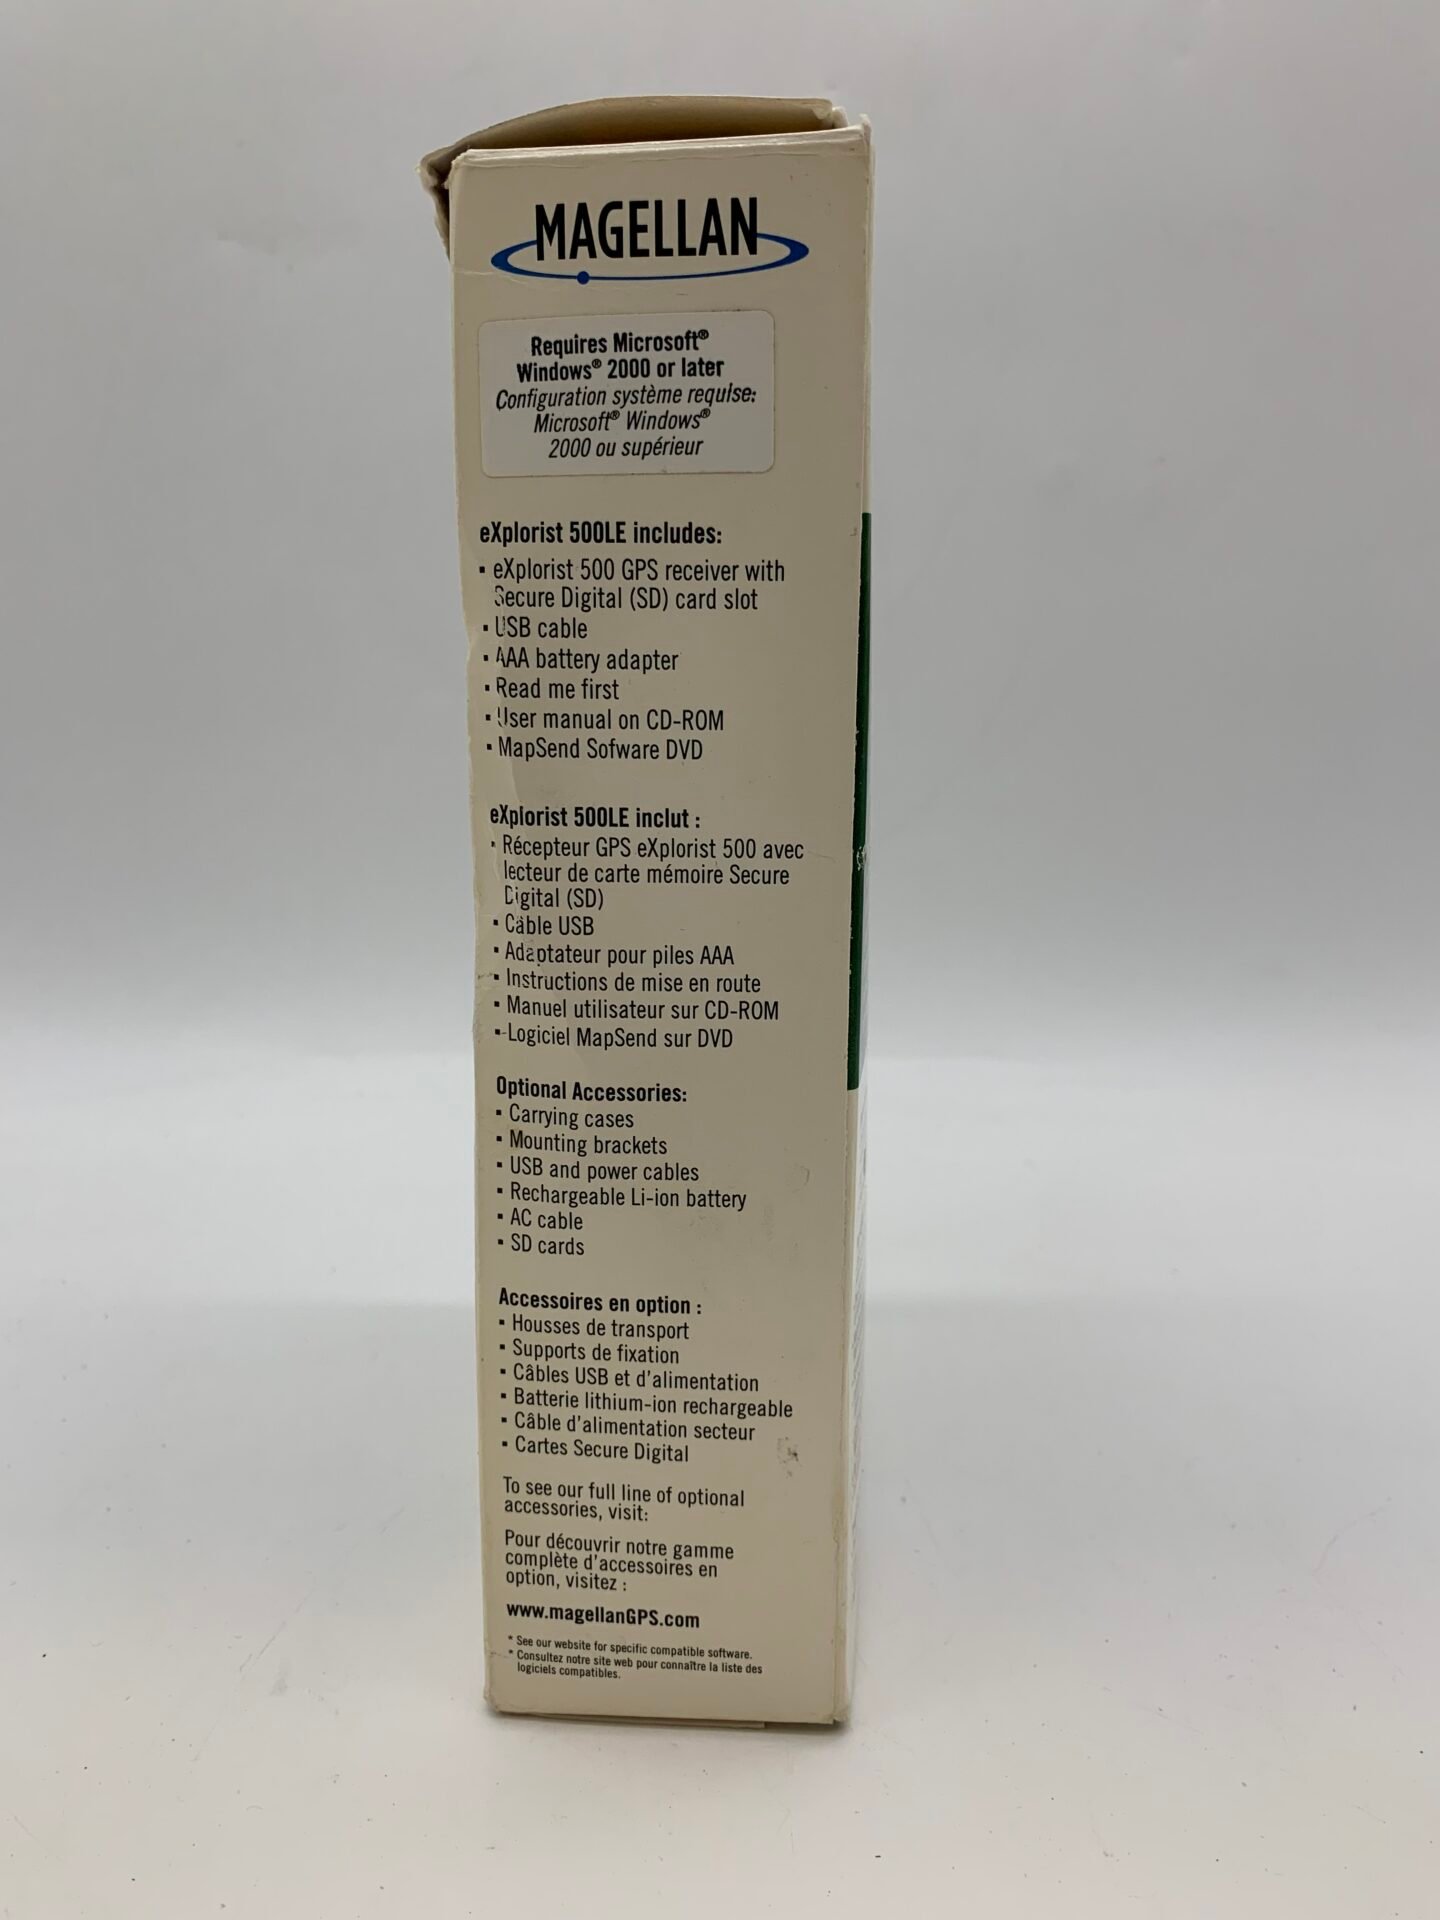 MAGELLAN
Requires Microsoft®
Windows® 2000 or later
Configuration système requise:
Microsoft® Windows®
2000 ou supérieur
eXplorist 500LE includes:
▪ eXplorist 500 GPS receiver with
Secure Digital (SD) card slot
▪ USB cable
▪ AAA battery adapter
▪ Read me first
▪ User manual on CD-ROM
▪ MapSend Sofware DVD
eXplorist 500LE inclut :
▪ Récepteur GPS eXplorist 500 avec
lecteur de carte mémoire Secure
Digital (SD)
▪ Câble USB
▪ Adaptateur pour piles AAA
▪ Instructions de mise en route
▪ Manuel utilisateur sur CD-ROM
▪ Logiciel MapSend sur DVD
Optional Accessories:
▪ Carrying cases
▪ Mounting brackets
▪ USB and power cables
▪ Rechargeable Li-ion battery
▪ AC cable
▪ SD cards
Accessoires en option :
▪ Housses de transport
▪ Supports de fixation
▪ Câbles USB et d'alimentation
▪ Batterie lithium-ion rechargeable
▪ Câble d'alimentation secteur
▪ Cartes Secure Digital
To see our full line of optional
accessories, visit:
Pour découvrir notre gamme
complète d'accessoires en
option, visitez :
www.magellanGPS.com
* See our website for specific compatible software.
* Consultez notre site web pour connaître la liste des
logiciels compatibles.